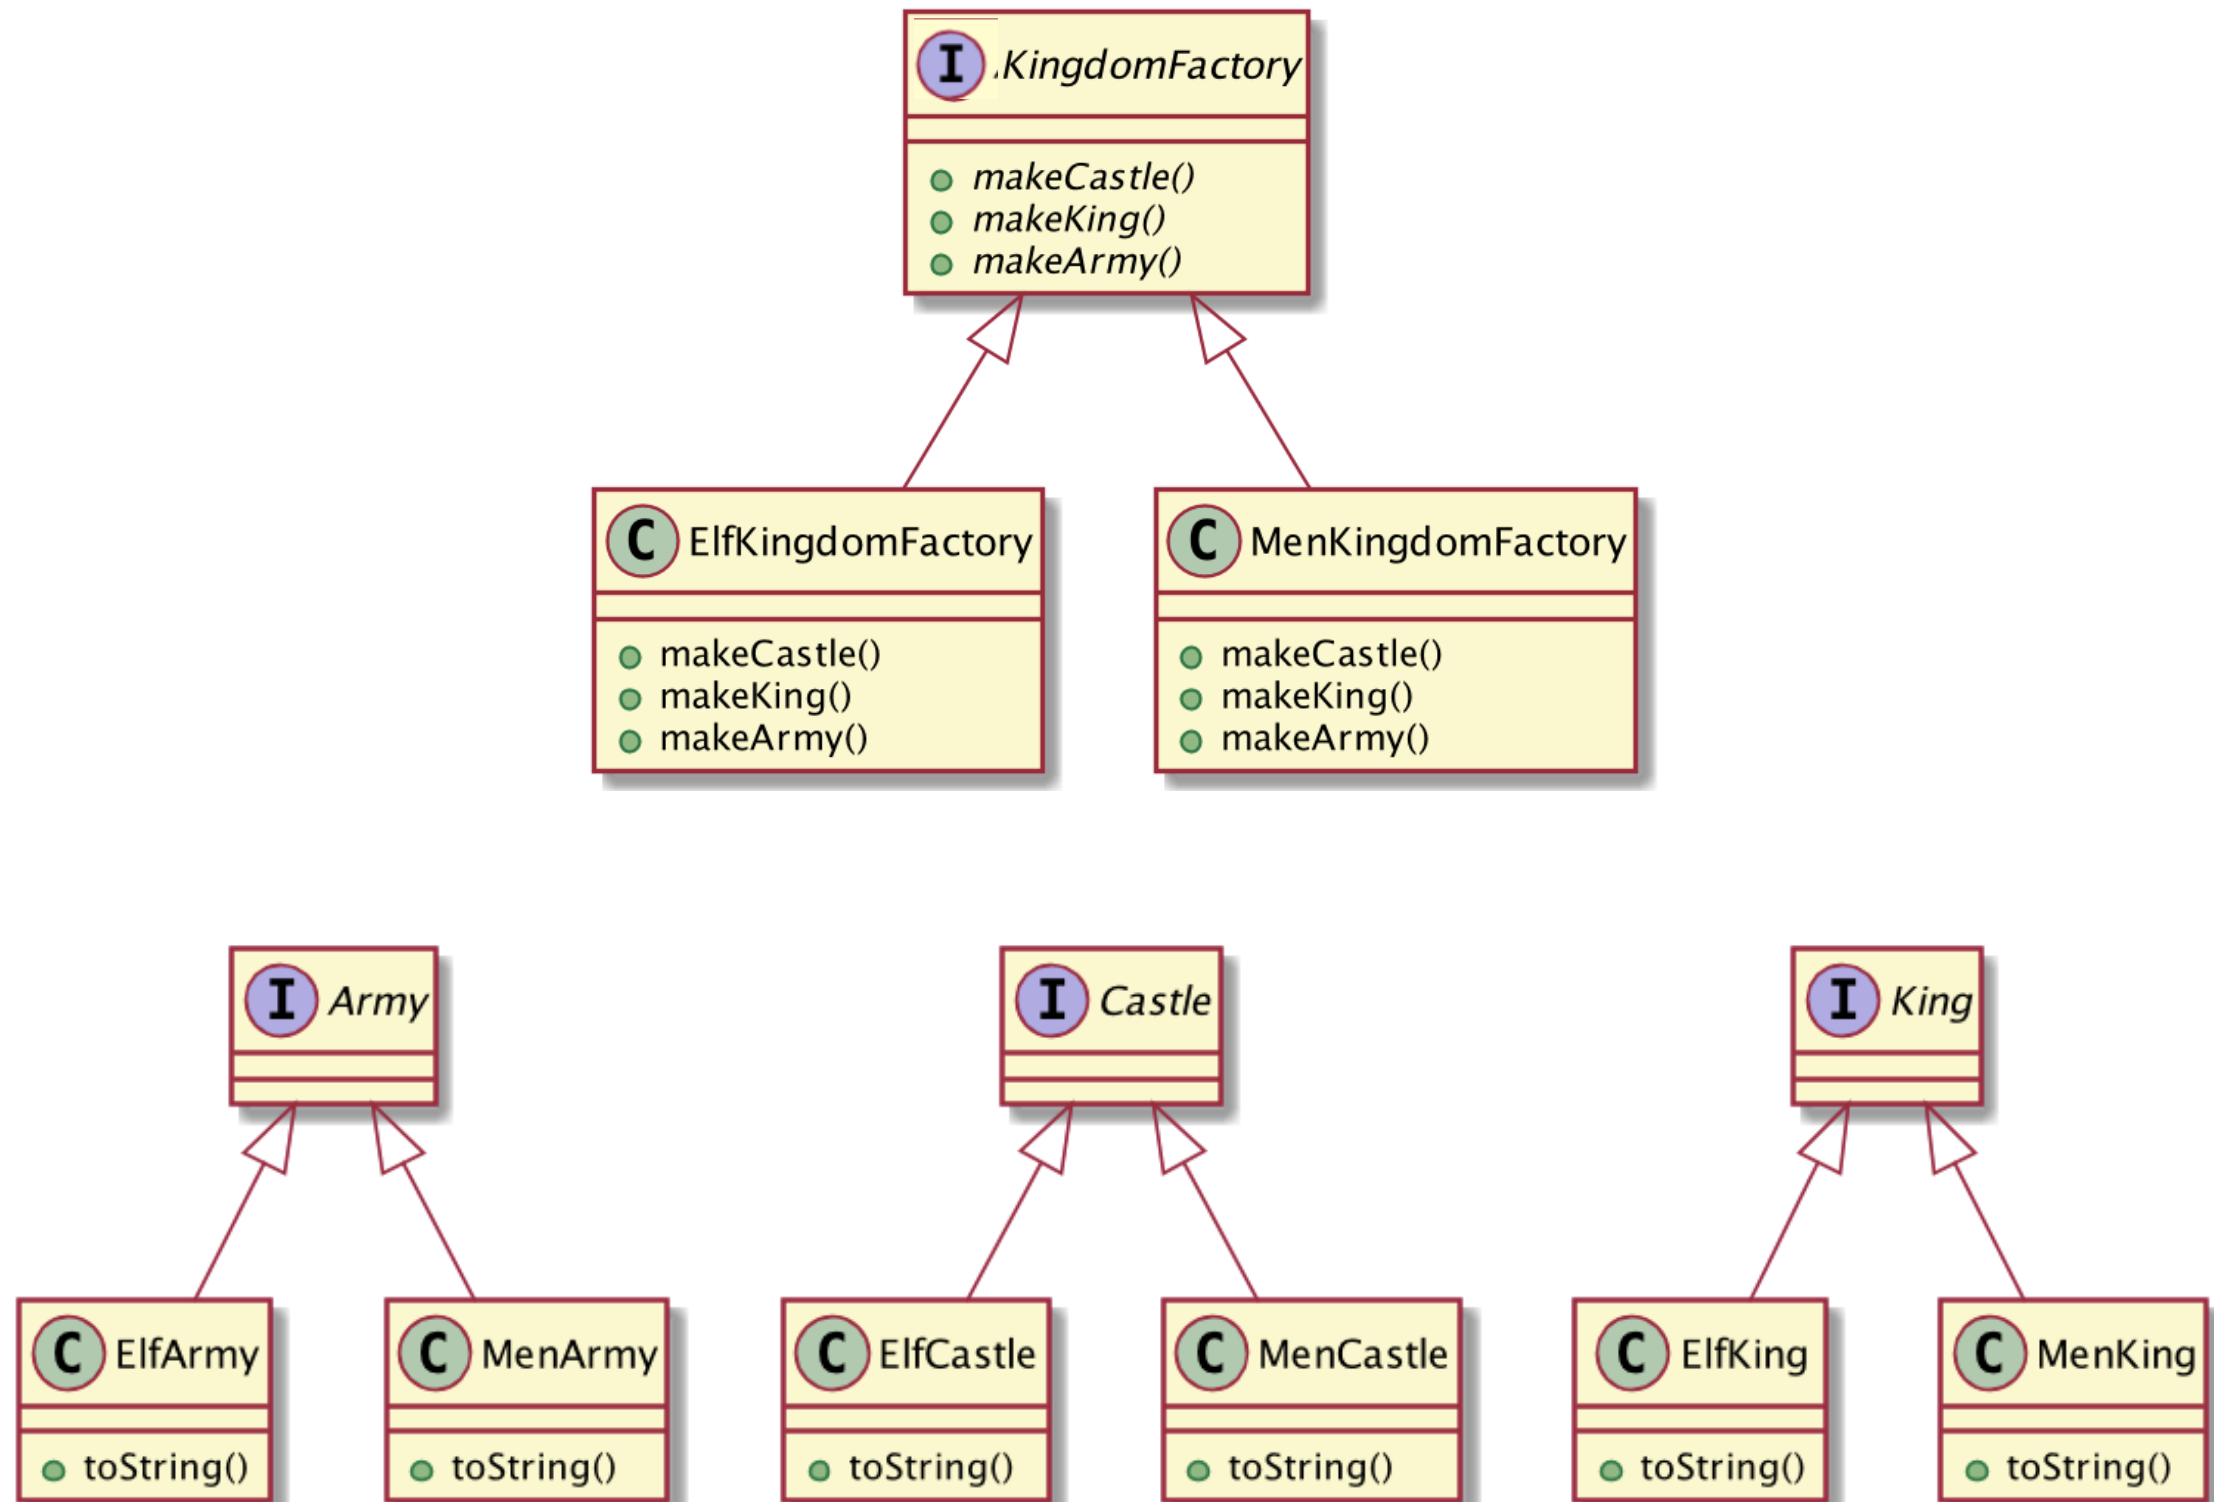 I KingdomFactory
makeCastle()
makeKing()
makeArmy()
C ElfKingdomFactory
makeCastle()
makeKing()
makeArmy()
C MenKingdomFactory
makeCastle()
makeKing()
makeArmy()
I Army
I Castle
I King
C ElfArmy
toString()
C MenArmy
toString()
C ElfCastle
toString()
C MenCastle
toString()
C ElfKing
toString()
C MenKing
toString()